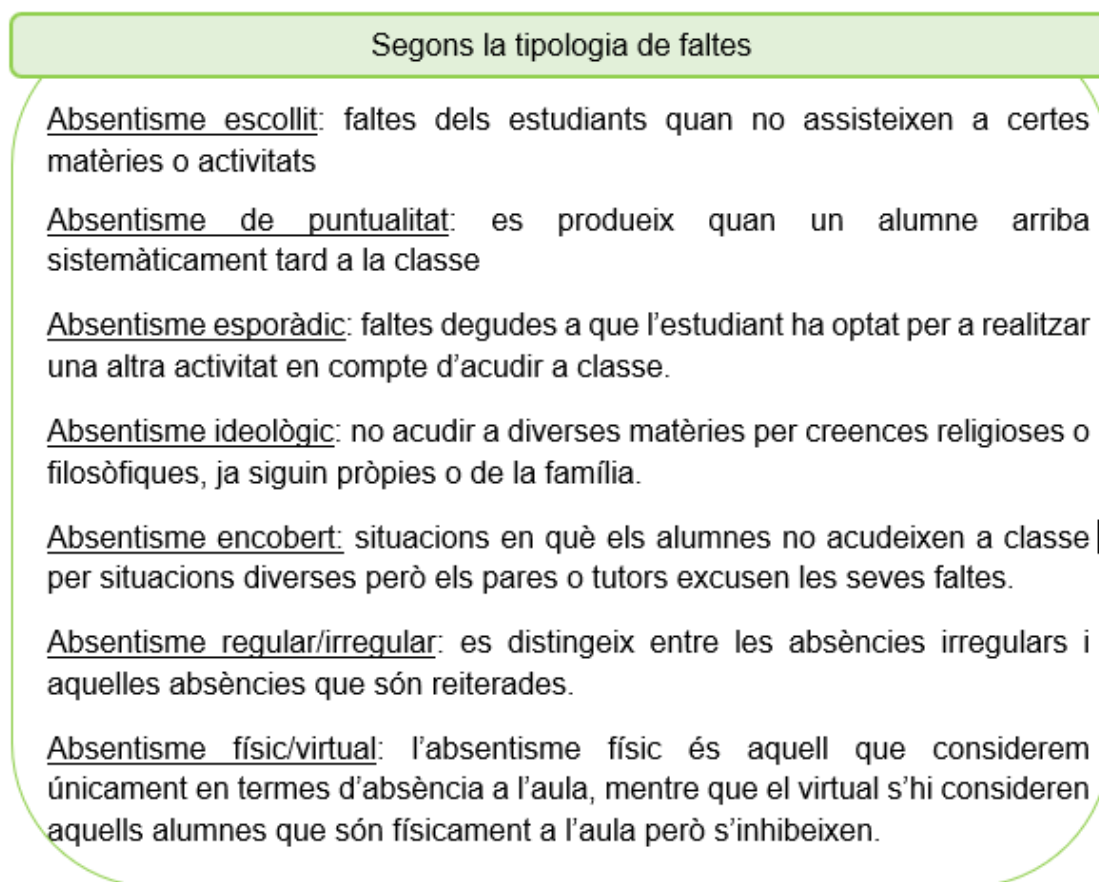 Segons la tipologia de faltes
Absentisme escollit: faltes dels estudiants quan no assisteixen a certes
matèries o activitats
Absentisme de puntualitat: es produeix quan un alumne arriba
sistemàticament tard a la classe
Absentisme esporàdic: faltes degudes a que l’estudiant ha optat per a realitzar
una altra activitat en compte d’acudir a classe.
Absentisme ideològic: no acudir a diverses matèries per creences religioses o
filosòfiques, ja siguin pròpies o de la família.
Absentisme encobert: situacions en què els alumnes no acudeixen a classe
per situacions diverses però els pares o tutors excusen les seves faltes.
Absentisme regular/irregular: es distingeix entre les absències irregulars i
aquelles absències que són reiterades.
Absentisme físic/virtual: l’absentisme físic és aquell que considerem
únicament en termes d’absència a l’aula, mentre que el virtual s’hi consideren
aquells alumnes que són físicament a l’aula però s’inhibeixen.